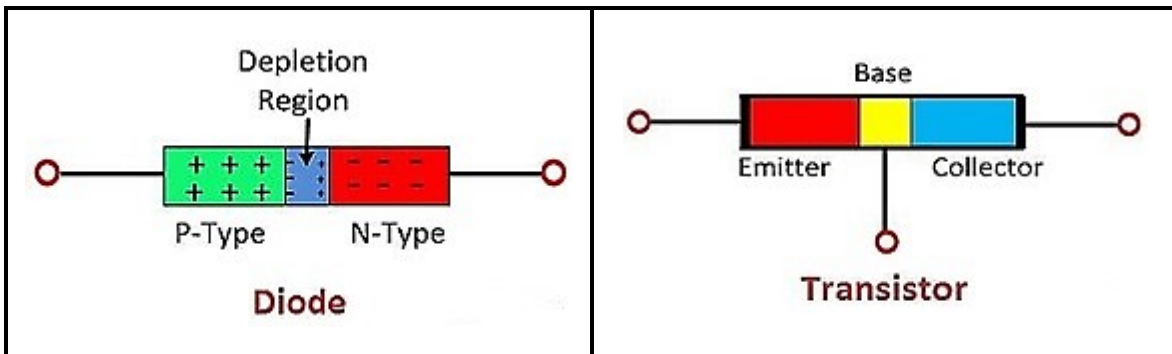 Depletion
Region
+ + +
- - -
+ + +
- - -
P-Type
N-Type
Diode
Base
Emitter
Collector
Transistor